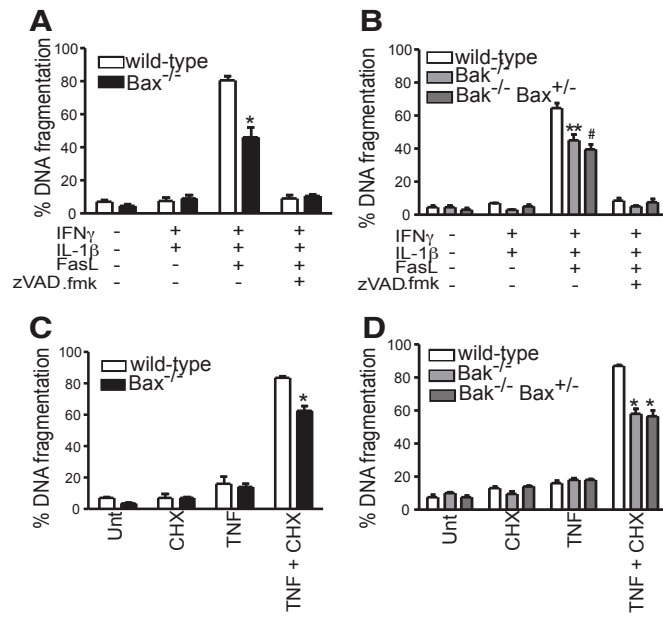 A
% DNA fragmentation
100
80
60
40
20
0
wild-type
Bax-/-
*
IFNγ - + + +
IL-1β - + + +
FasL - - + +
zVAD.fmk - - - +
B
% DNA fragmentation
100
80
60
40
20
0
wild-type
Bak-/-
Bak-/- Bax+/-
** #
IFNγ - + + +
IL-1β - + + +
FasL - - + +
zVAD.fmk - - - +
C
% DNA fragmentation
100
80
60
40
20
0
wild-type
Bax-/-
*
Unt CHX TNF TNF + CHX
D
% DNA fragmentation
100
80
60
40
20
0
wild-type
Bak-/-
Bak-/- Bax+/-
* *
Unt CHX TNF TNF + CHX